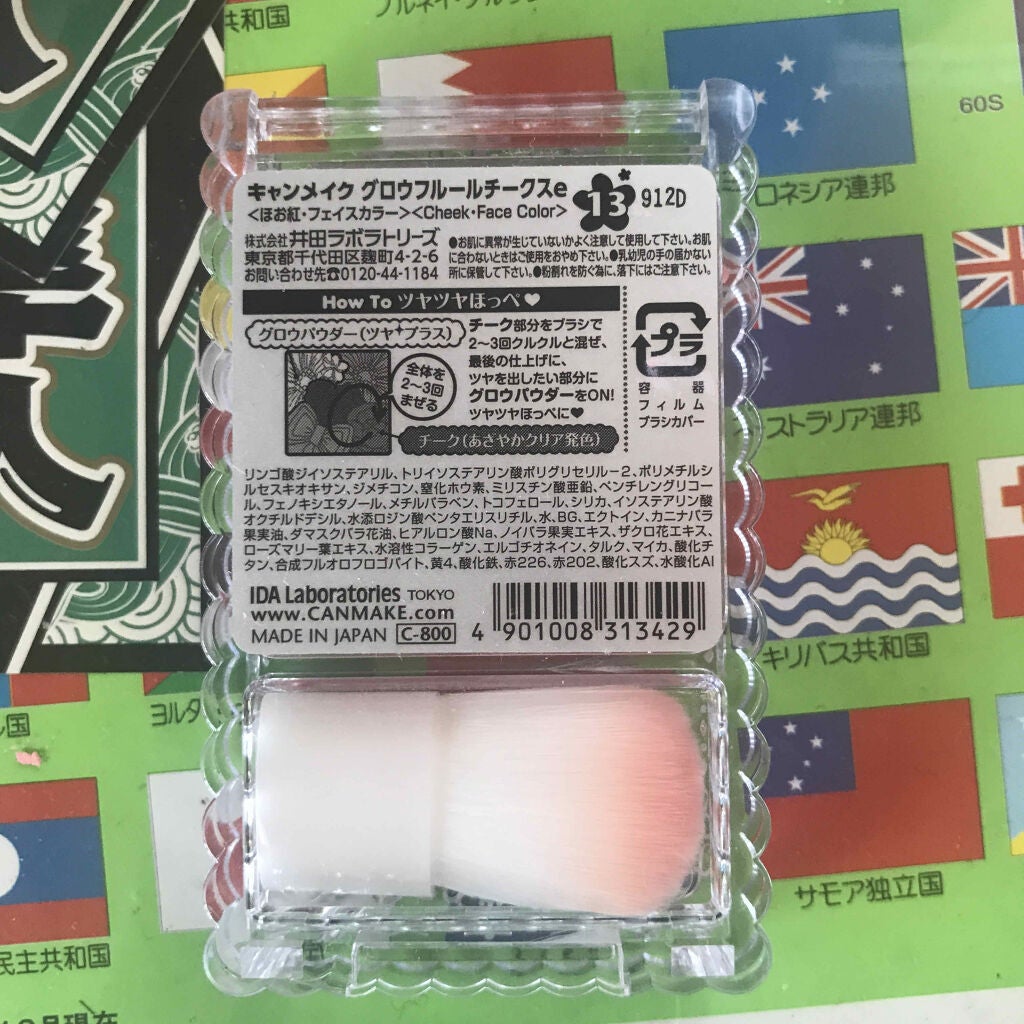 共和国
60S
ロネシア連邦
ストラリア連邦
キリバス共和国
サモア独立国
ヨルダ
ル国
民主共和国
キャンメイク グロウフルールチークスe
<ほお紅・フェイスカラー><Cheek・Face Color>
13
912D
株式会社 井田ラボラトリーズ
東京都千代田区麹町4-2-6
お問い合わせ先☎0120-44-1184
●お肌に異常が生じていないかよく注意して使用して下さい。お肌
に合わないときはご使用をおやめ下さい。●乳幼児の手の届かない
所に保管して下さい。●粉割れを防ぐ為に、落下にはご注意下さい。
How To ツヤツヤほっぺ♥
グロウパウダー(ツヤ プラス)
全体を
2〜3回
まぜる
チーク(あざやかクリア発色)
チーク部分をブラシで
2〜3回クルクルと混ぜ、
最後の仕上げに、
ツヤを出したい部分に
グロウパウダーをON!
ツヤツヤほっぺに♥
プラ
容器
フィルム
ブラシカバー
リンゴ酸ジイソステアリル、トリイソステアリン酸ポリグリセリル-2、ポリメチルシ
ルセスキオキサン、ジメチコン、窒化ホウ素、ミリスチン酸亜鉛、ペンチレングリコー
ル、フェノキシエタノール、メチルパラベン、トコフェロール、シリカ、イソステアリン酸
オクチルドデシル、水添ロジン酸ペンタエリスリチル、水、BG、エクトイン、カニナバラ
果実油、ダマスクバラ花油、ヒアルロン酸Na、ノイバラ果実エキス、ザクロ花エキス、
ローズマリー葉エキス、水溶性コラーゲン、エルゴチオネイン、タルク、マイカ、酸化チ
タン、合成フルオロフロゴパイト、黄4、酸化鉄、赤226、赤202、酸化スズ、水酸化Al
IDA Laboratories TOKYO
www.CANMAKE.com
MADE IN JAPAN C-800
4 901008 313429